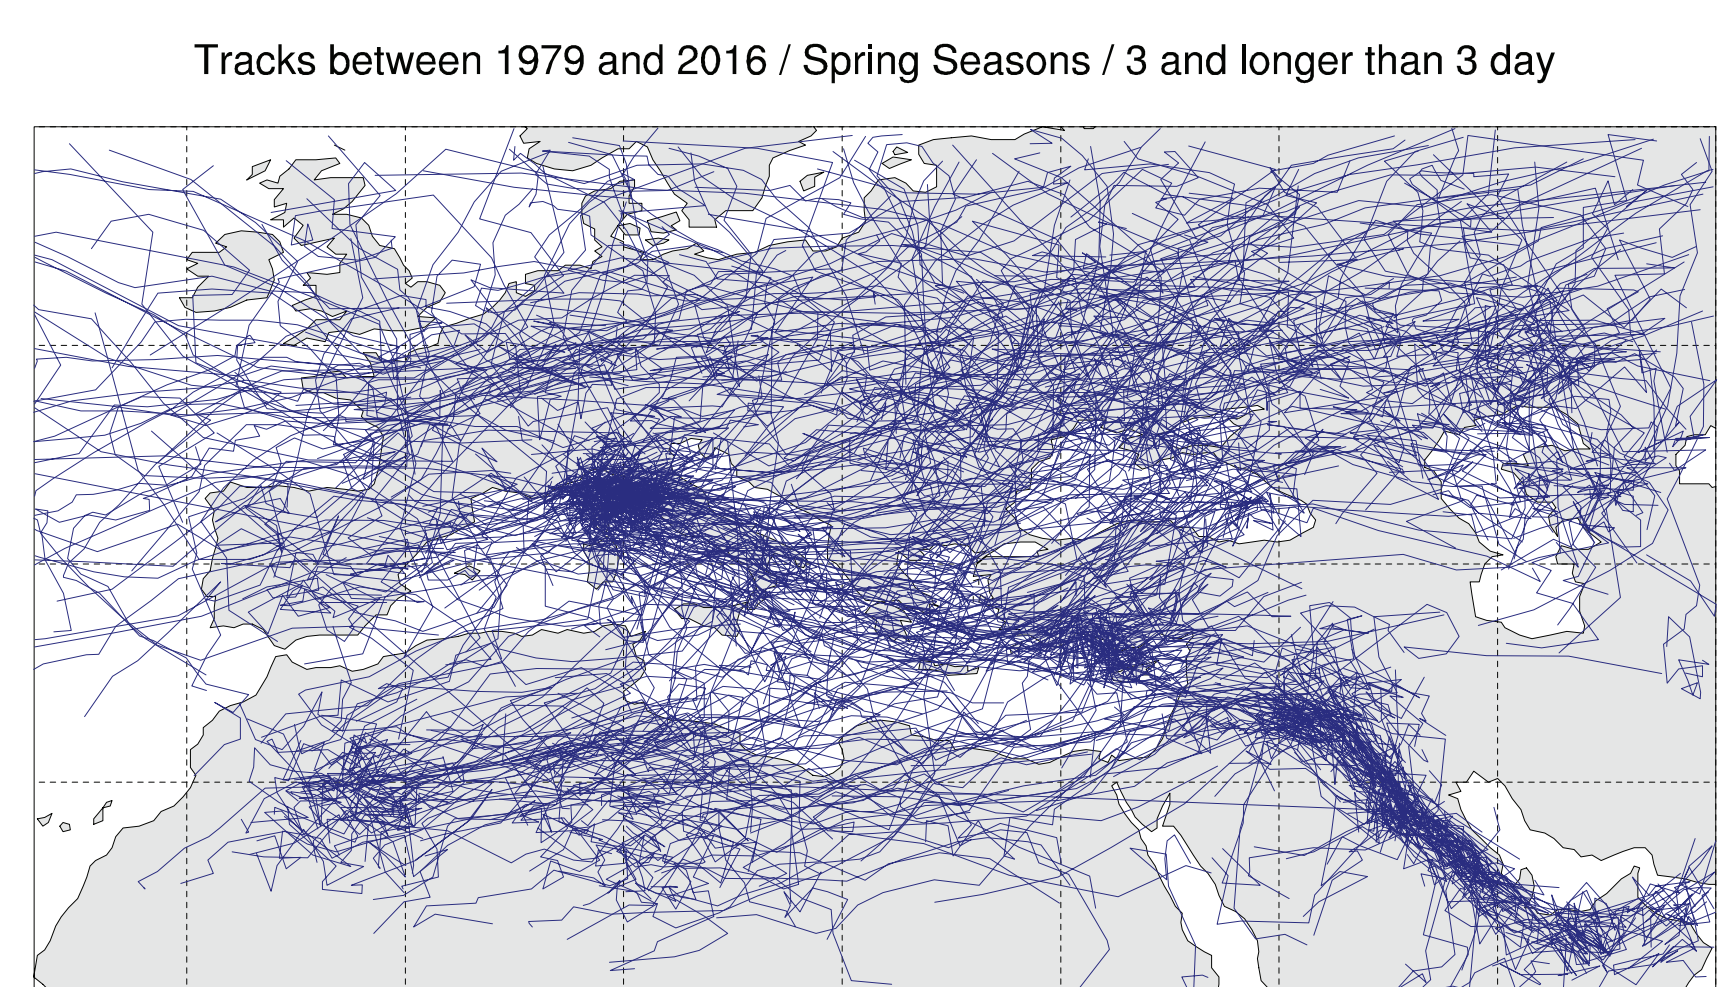 Tracks between 1979 and 2016 / Spring Seasons / 3 and longer than 3 day